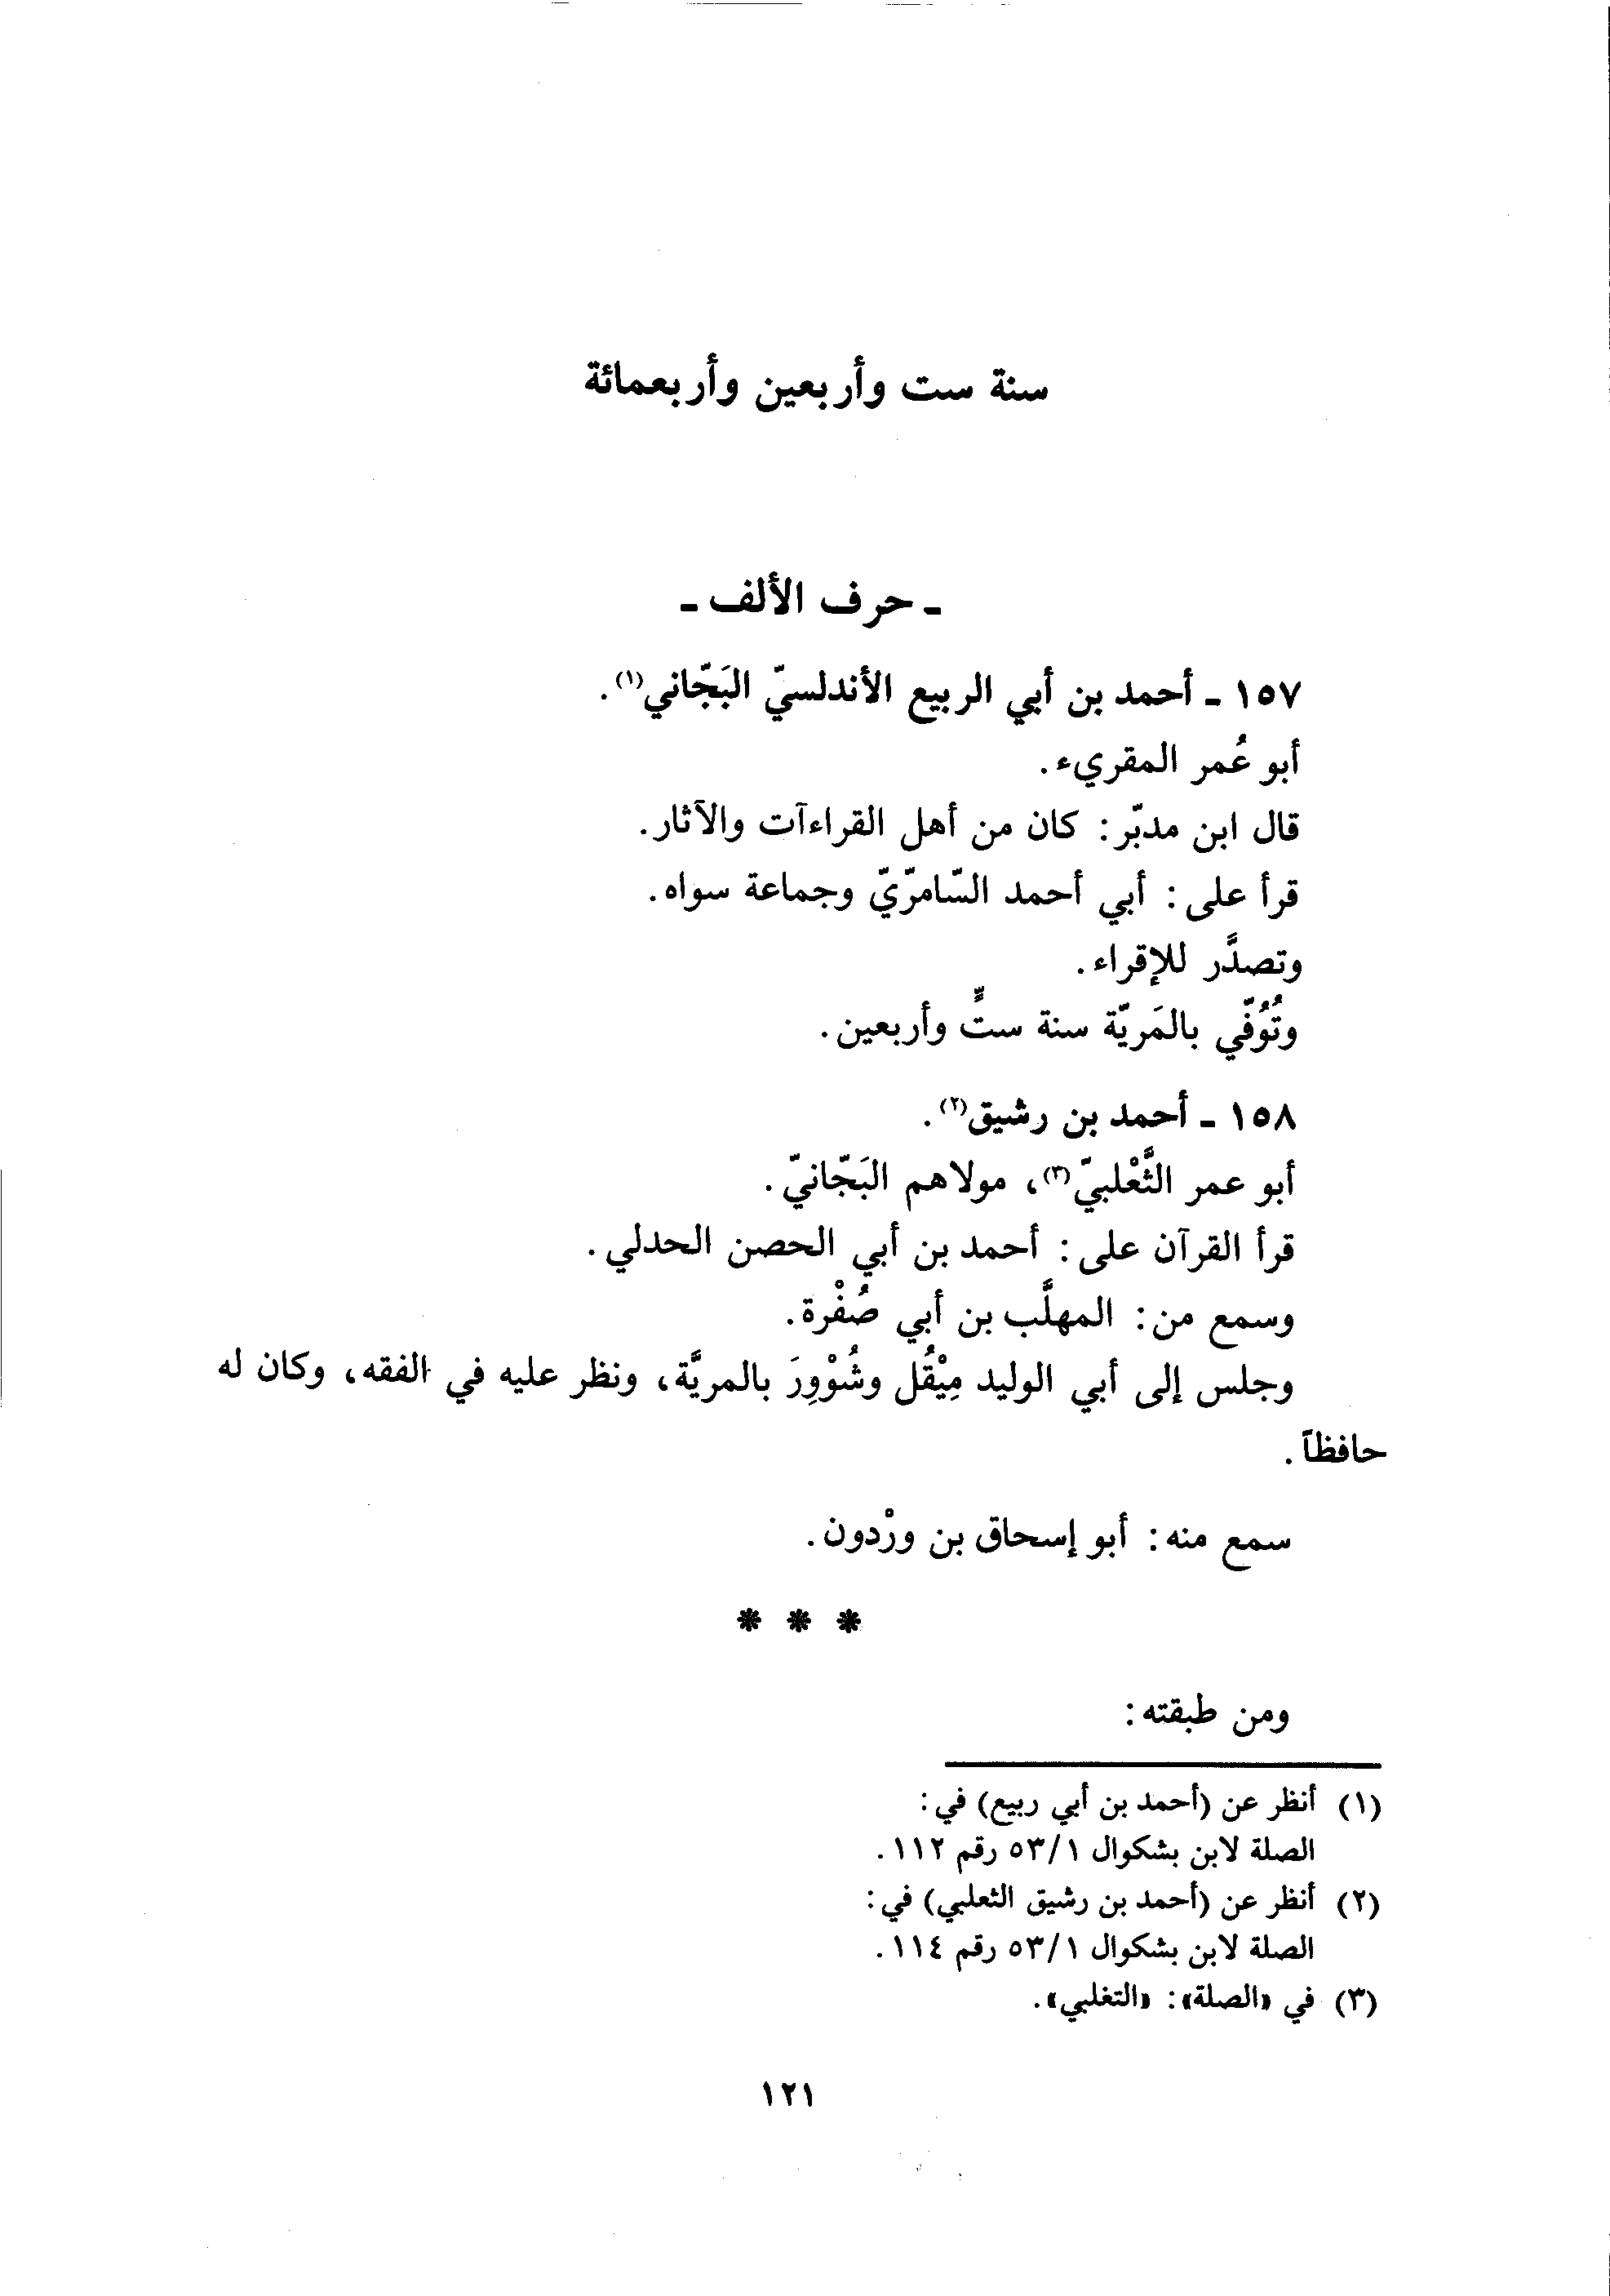 سنة ست وأربعين وأربعمائة
ـ حرف الألف ـ
١٥٧ ـ أحمد بن أبي الربيع الأندلسيّ البَجّاني(١).
أبو عُمر المقريء.
قال ابن مدبّر: كان من أهل القراءآت والآثار.
قرأ على: أبي أحمد السّامرّيّ وجماعة سواه.
وتصدَّر للإقراء.
وتُوُفّي بالمَريّة سنة ستٍّ وأربعين.
١٥٨ ـ أحمد بن رشيق(٢).
أبو عمر الثَّعْلبيّ(٣)، مولاهم البَجّانيّ.
قرأ القرآن على: أحمد بن أبي الحصن الحدلي.
وسمع من: المهلَّب بن أبي صُفْرة.
وجلس إلى أبي الوليد مِيْقُل وشُوْوِرَ بالمريَّة، ونظر عليه في الفقه، وكان له
حافظاً.
سمع منه: أبو إسحاق بن ورْدون.
* * *
ومن طبقته:
(١) أنظر عن (أحمد بن أبي ربيع) في:
الصلة لابن بشكوال ٥٣/١ رقم ١١٢.
(٢) أنظر عن (أحمد بن رشيق الثعلبي) في:
الصلة لابن بشكوال ٥٣/١ رقم ١١٤.
(٣) في «الصلة»: «التغلبي».
١٢١